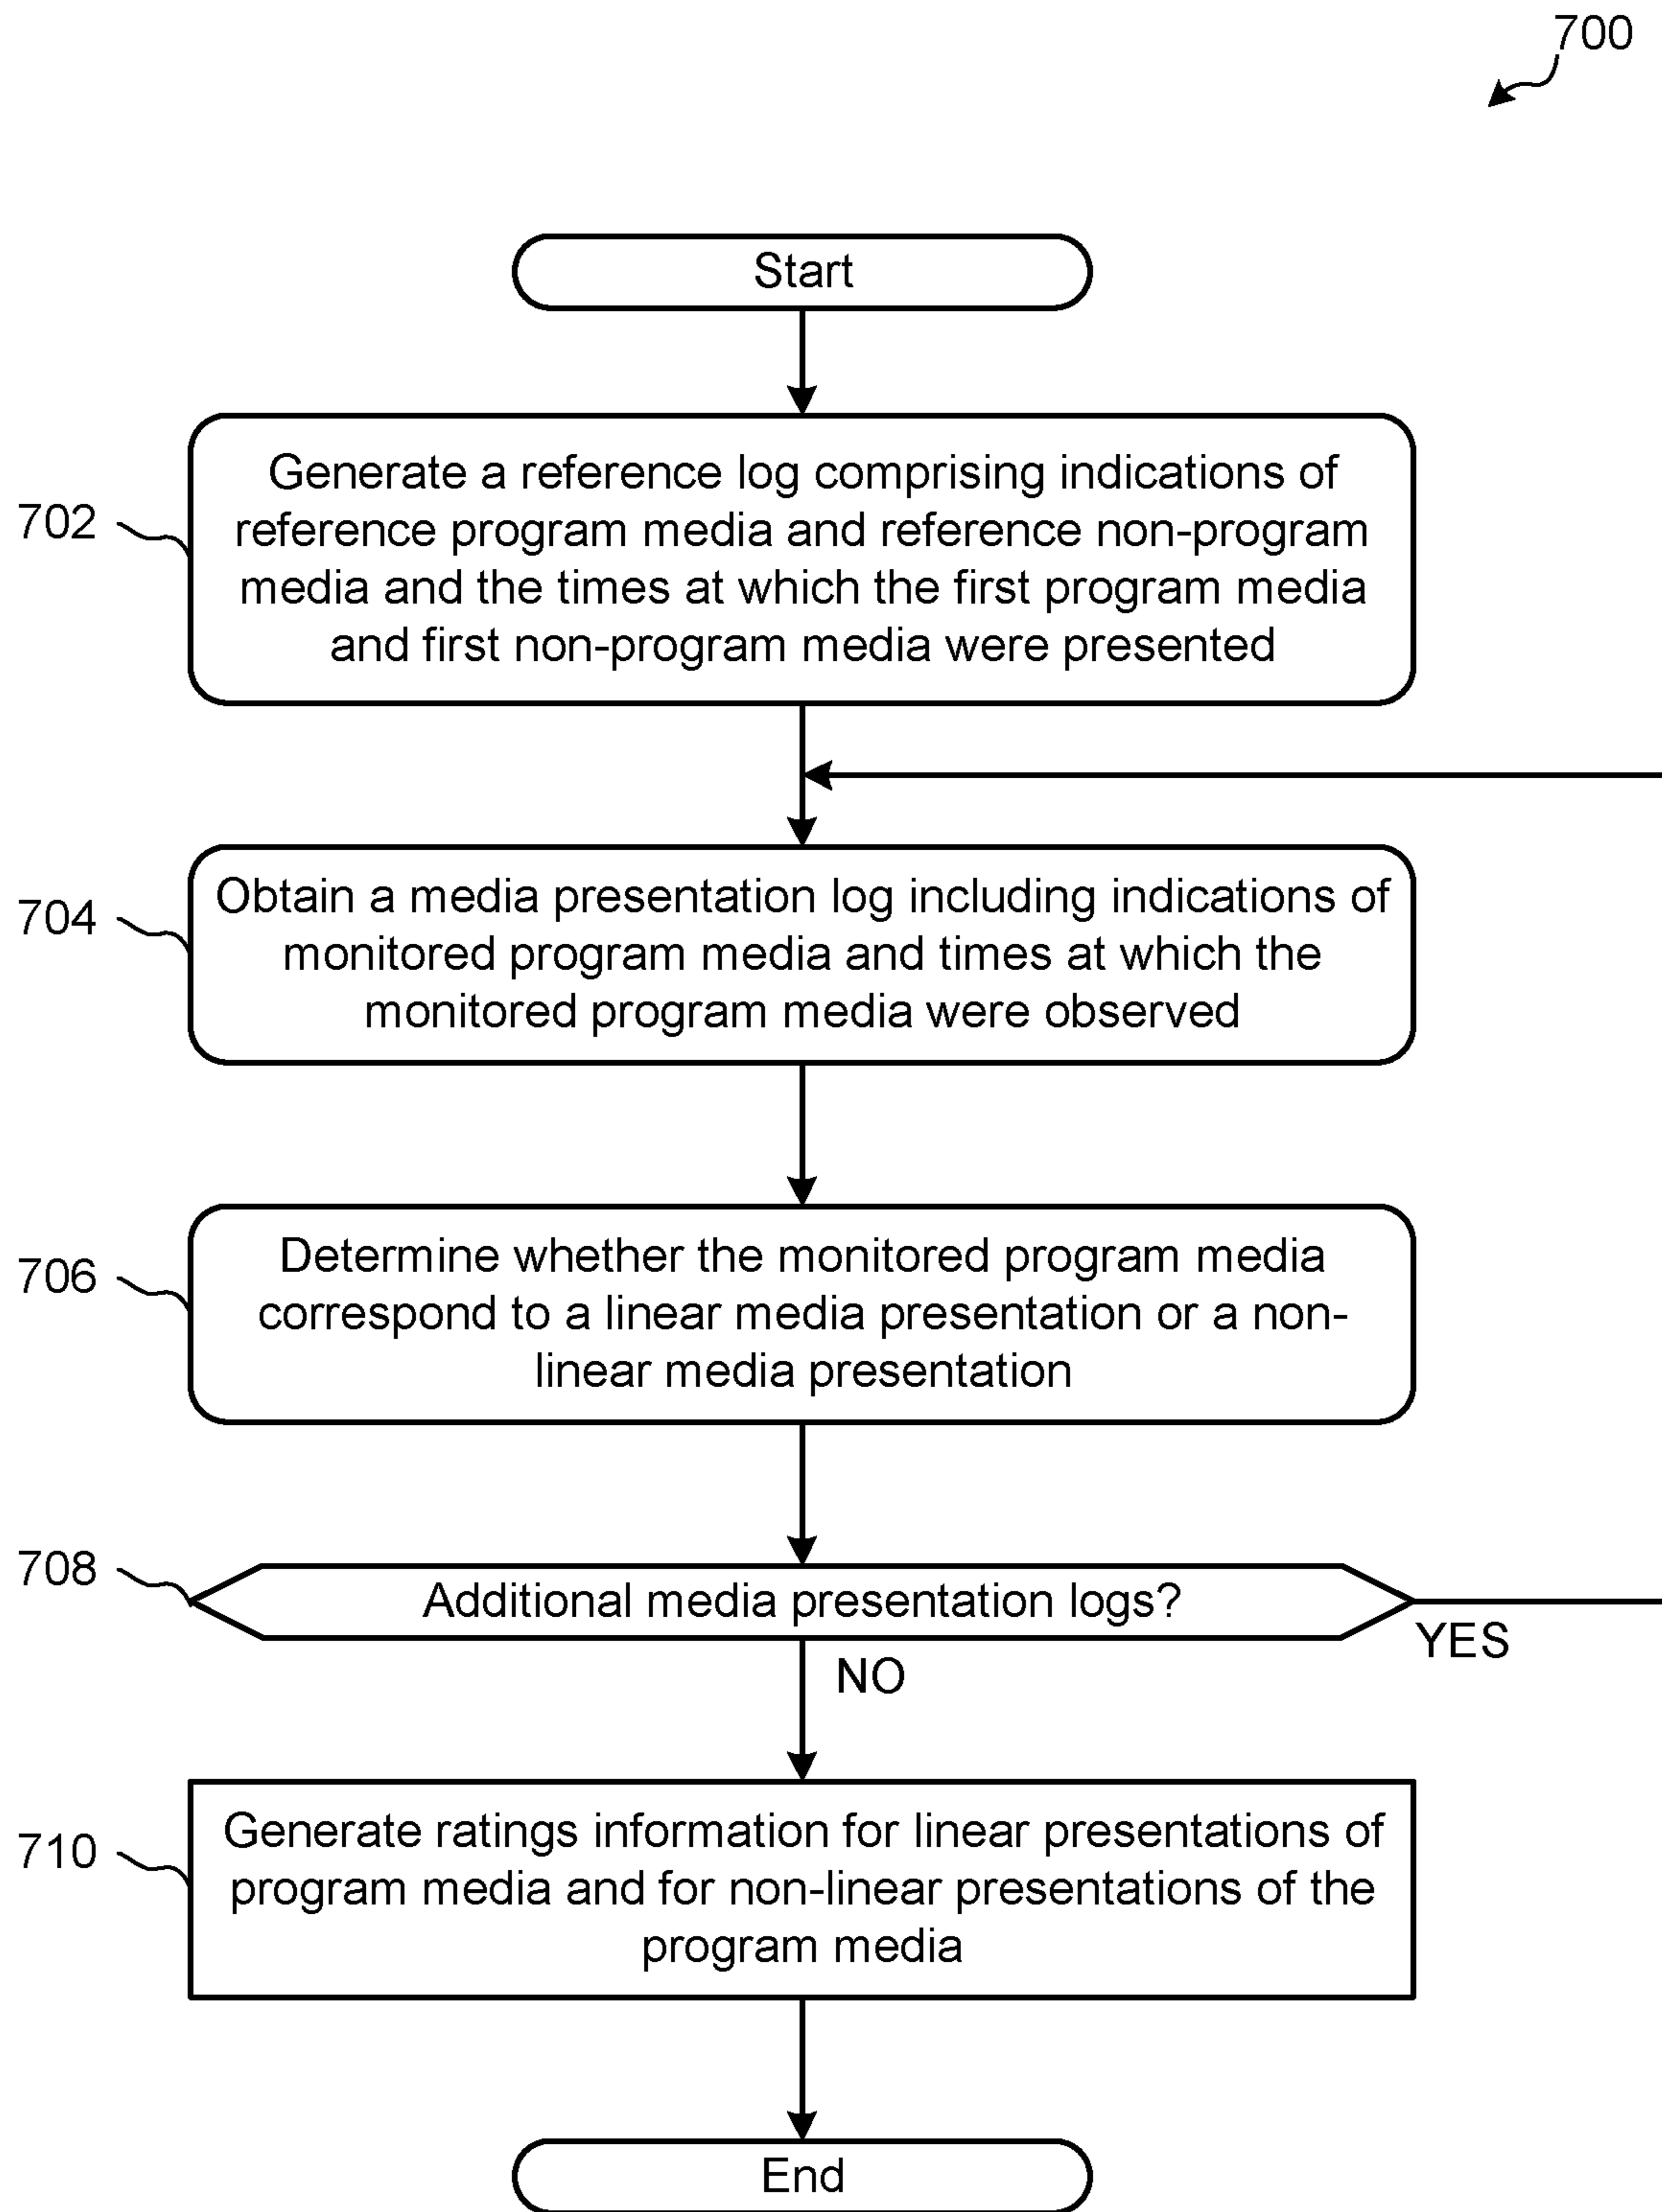 700
Start
702
Generate a reference log comprising indications of
reference program media and reference non-program
media and the times at which the first program media
and first non-program media were presented
704
Obtain a media presentation log including indications of
monitored program media and times at which the
monitored program media were observed
706
Determine whether the monitored program media
correspond to a linear media presentation or a non-
linear media presentation
708
Additional media presentation logs?
YES
NO
710
Generate ratings information for linear presentations of
program media and for non-linear presentations of the
program media
End